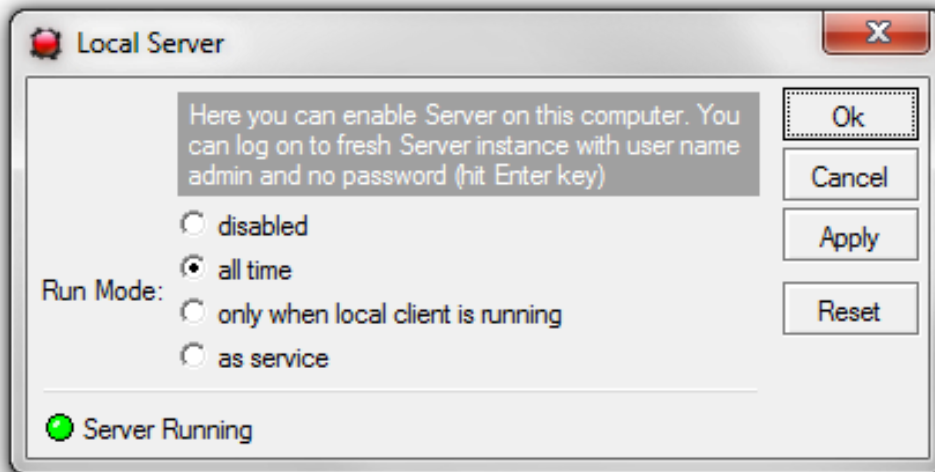 Local Server
Here you can enable Server on this computer. You
can log on to fresh Server instance with user name
admin and no password (hit Enter key)
Ok
Cancel
Apply
Reset
Run Mode:
disabled
all time
only when local client is running
as service
Server Running